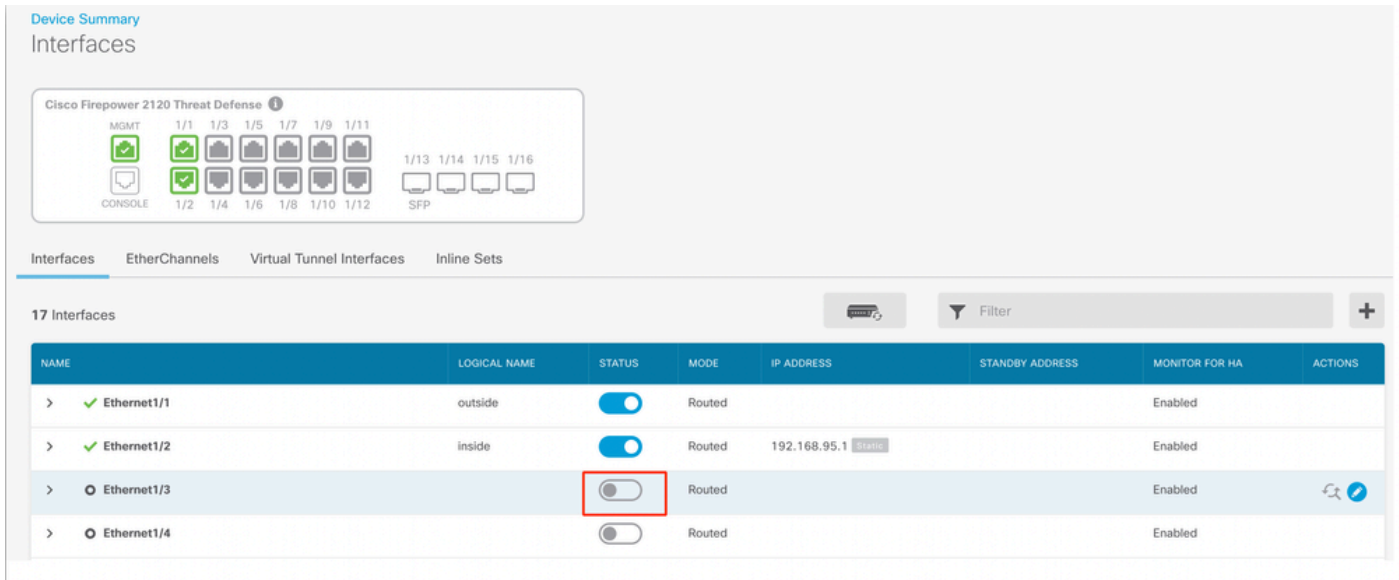 Device Summary
Interfaces
Cisco Firepower 2120 Threat Defense
MGMT 1/1 1/3 1/5 1/7 1/9 1/11
1/13 1/14 1/15 1/16
CONSOLE 1/2 1/4 1/6 1/8 1/10 1/12 SFP
Interfaces EtherChannels Virtual Tunnel Interfaces Inline Sets
17 Interfaces Filter +
NAME LOGICAL NAME STATUS MODE IP ADDRESS STANDBY ADDRESS MONITOR FOR HA ACTIONS
Ethernet1/1 outside Routed Enabled
Ethernet1/2 inside Routed 192.168.95.1 Static Enabled
Ethernet1/3 Routed Enabled
Ethernet1/4 Routed Enabled